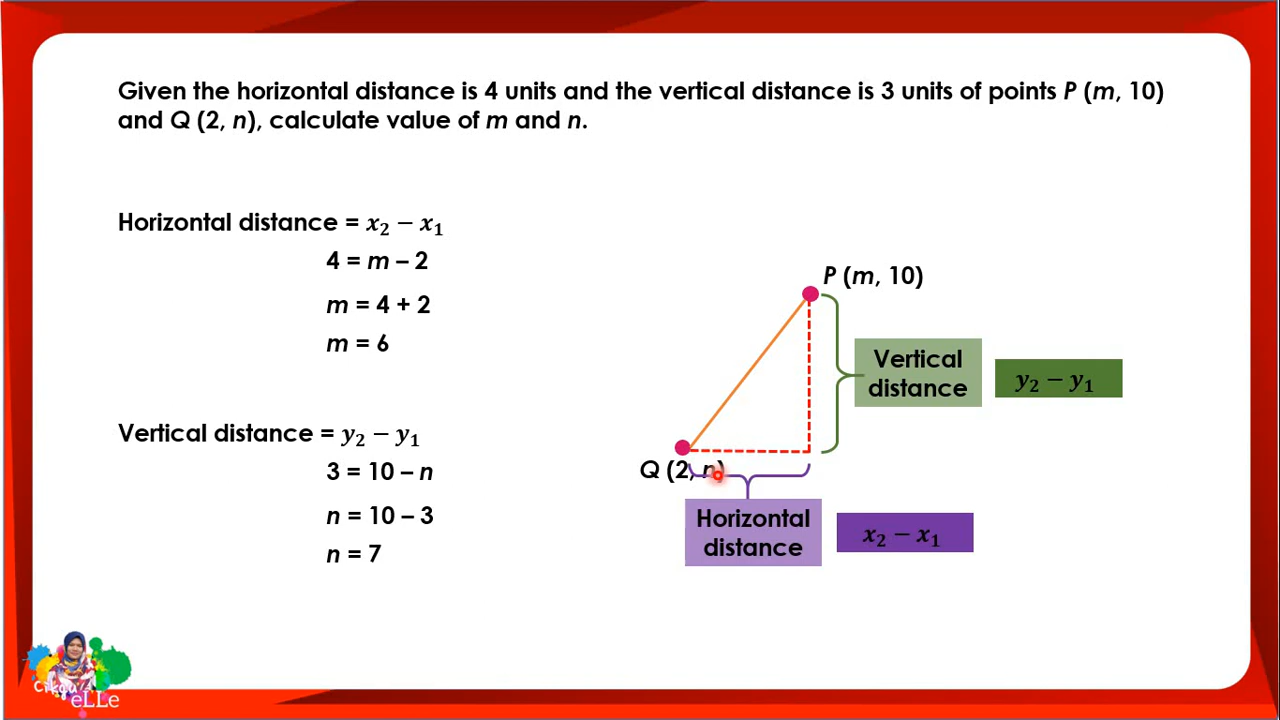 Given the horizontal distance is 4 units and the vertical distance is 3 units of points P (m, 10)
and Q (2, n), calculate value of m and n.
Horizontal distance = x₂ − x₁
4 = m – 2
m = 4 + 2
m = 6
Vertical distance = y₂ − y₁
3 = 10 – n
n = 10 – 3
n = 7
P (m, 10)
Vertical
distance
y₂ − y₁
Q (2, n)
Horizontal
distance
x₂ − x₁
Cikgu
eLLe